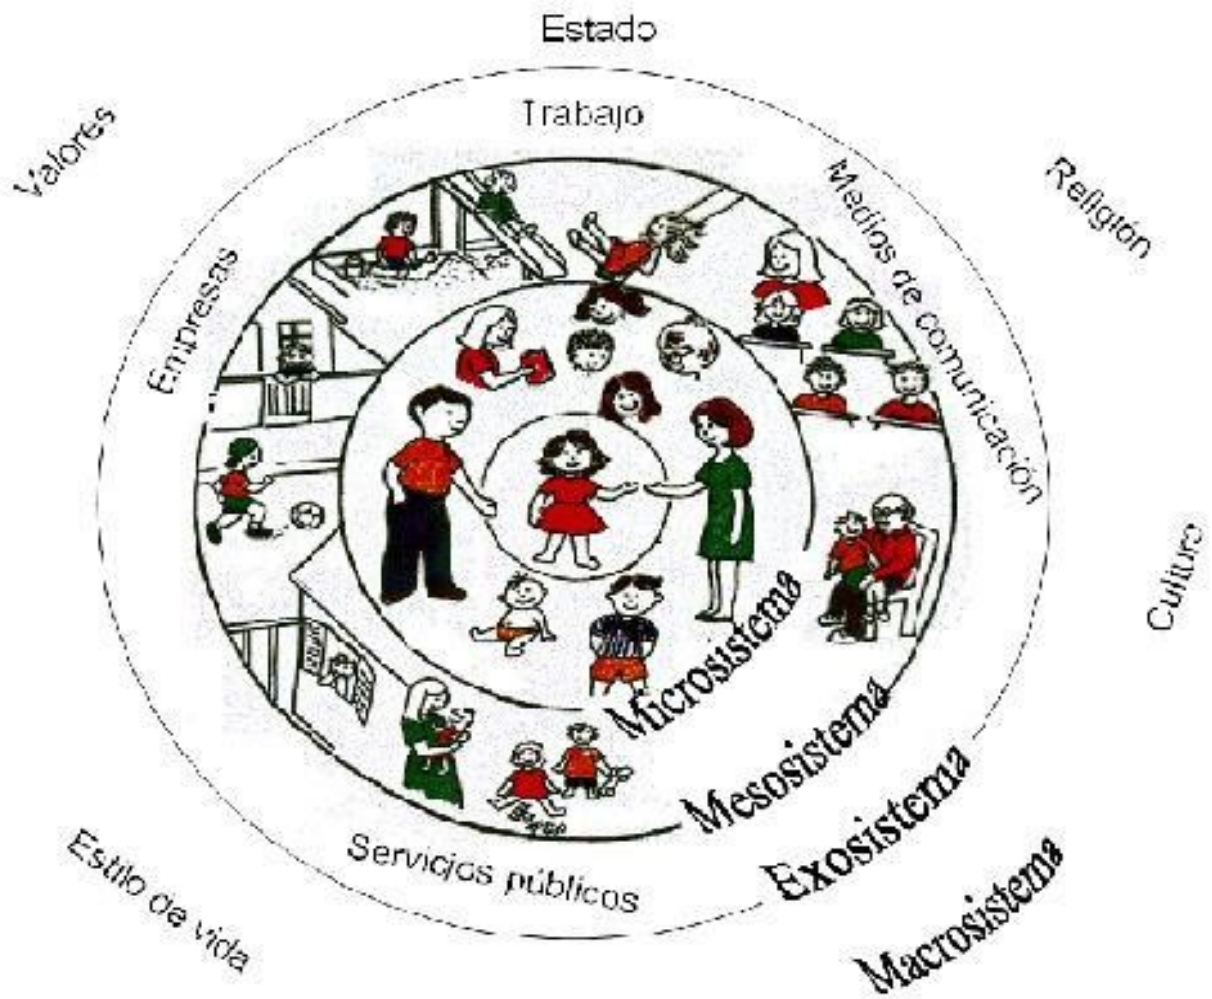 Estado
Trabajo
Valores
Religión
Medios de comunicación
Empresas
Cultura
Microsistema
Mesosistema
Exosistema
Macrosistema
Servicios públicos
Estilo de vida